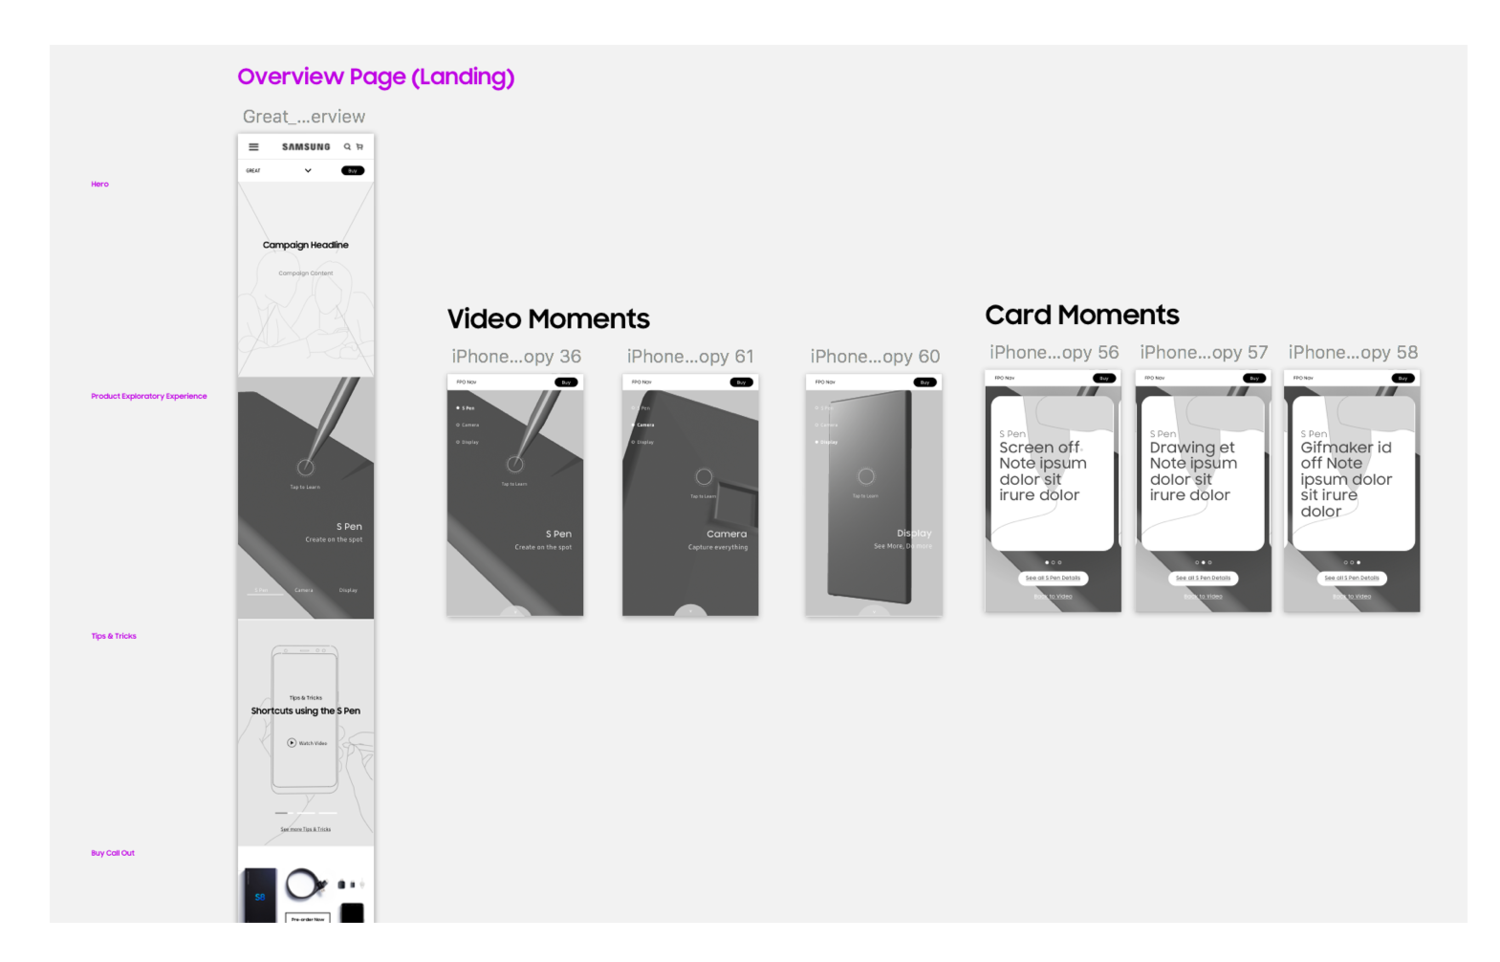 Overview Page (Landing)
Great_...erview
SAMSUNG
GREAT
Buy
Hero
Campaign Headline
Campaign Content
Product Exploratory Experience
Tap to Learn
S Pen
Create on the spot
S Pen Camera Display
Tips & Tricks
Tips & Tricks
Shortcuts using the S Pen
Watch Video
See more Tips & Tricks
Buy Call Out
S8
Pre-order Now
Video Moments
iPhone...opy 36
FPO Nav
Buy
S Pen
Camera
Display
Tap to Learn
S Pen
Create on the spot
iPhone...opy 61
FPO Nav
Buy
S Pen
Camera
Display
Tap to Learn
Camera
Capture everything
iPhone...opy 60
FPO Nav
Buy
S Pen
Camera
Display
Tap to Learn
Display
See More, Do more
Card Moments
iPhone...opy 56
FPO Nav
Buy
S Pen
Screen off.
Note ipsum
dolor sit
irure dolor
See all S Pen Details
Back to Video
iPhone...opy 57
FPO Nav
Buy
S Pen
Drawing et
Note ipsum
dolor sit
irure dolor
See all S Pen Details
Back to Video
iPhone...opy 58
FPO Nav
Buy
S Pen
Gifmaker id
off Note
ipsum dolor
sit irure
dolor
See all S Pen Details
Back to Video